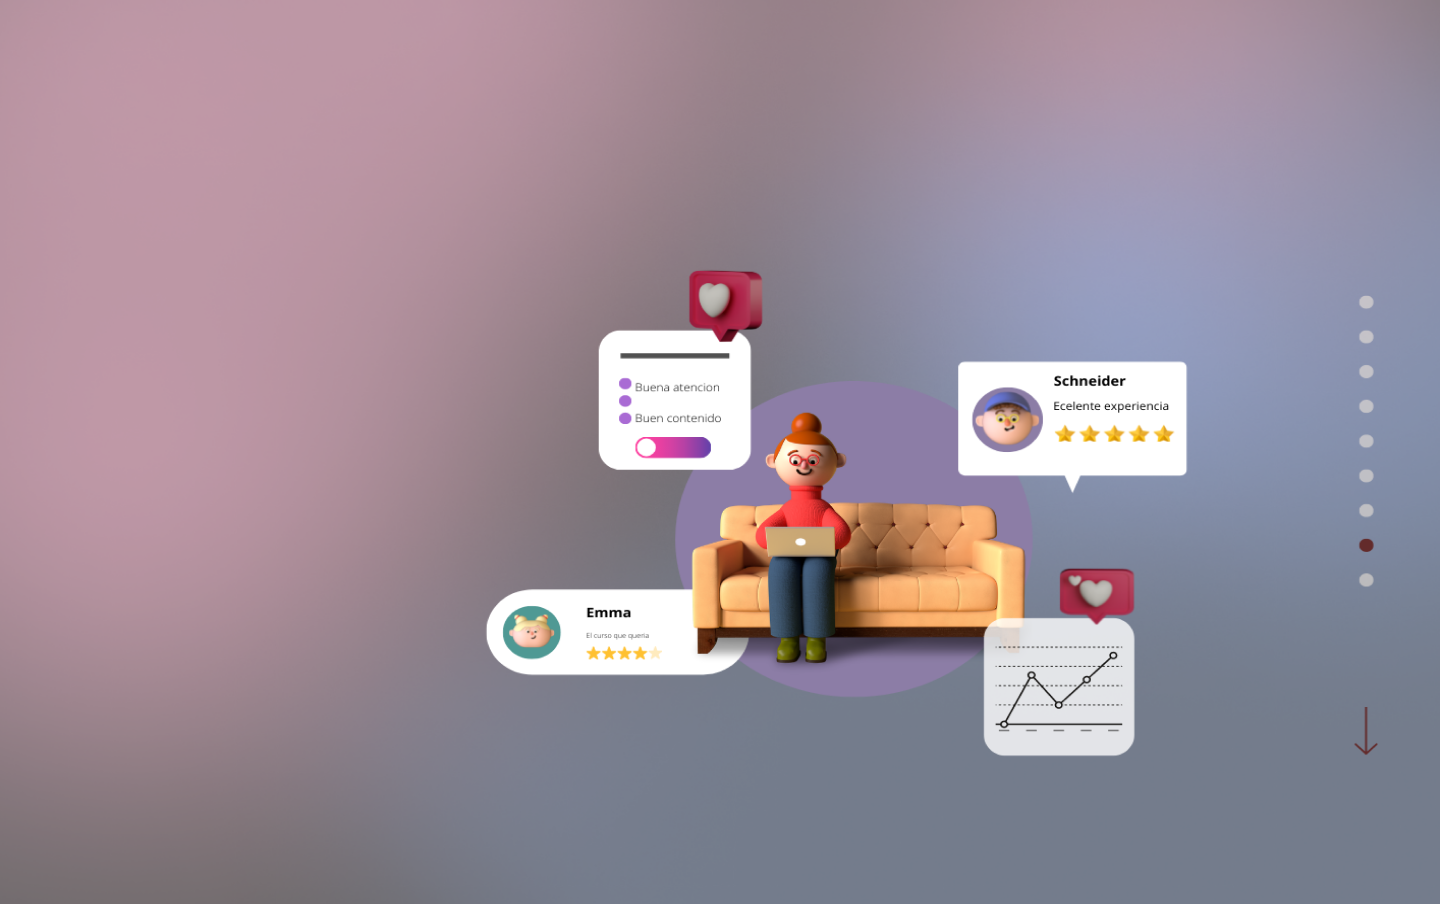 Buena atencion
Buen contenido
Schneider
Ecelente experiencia
Emma
El curso que queria